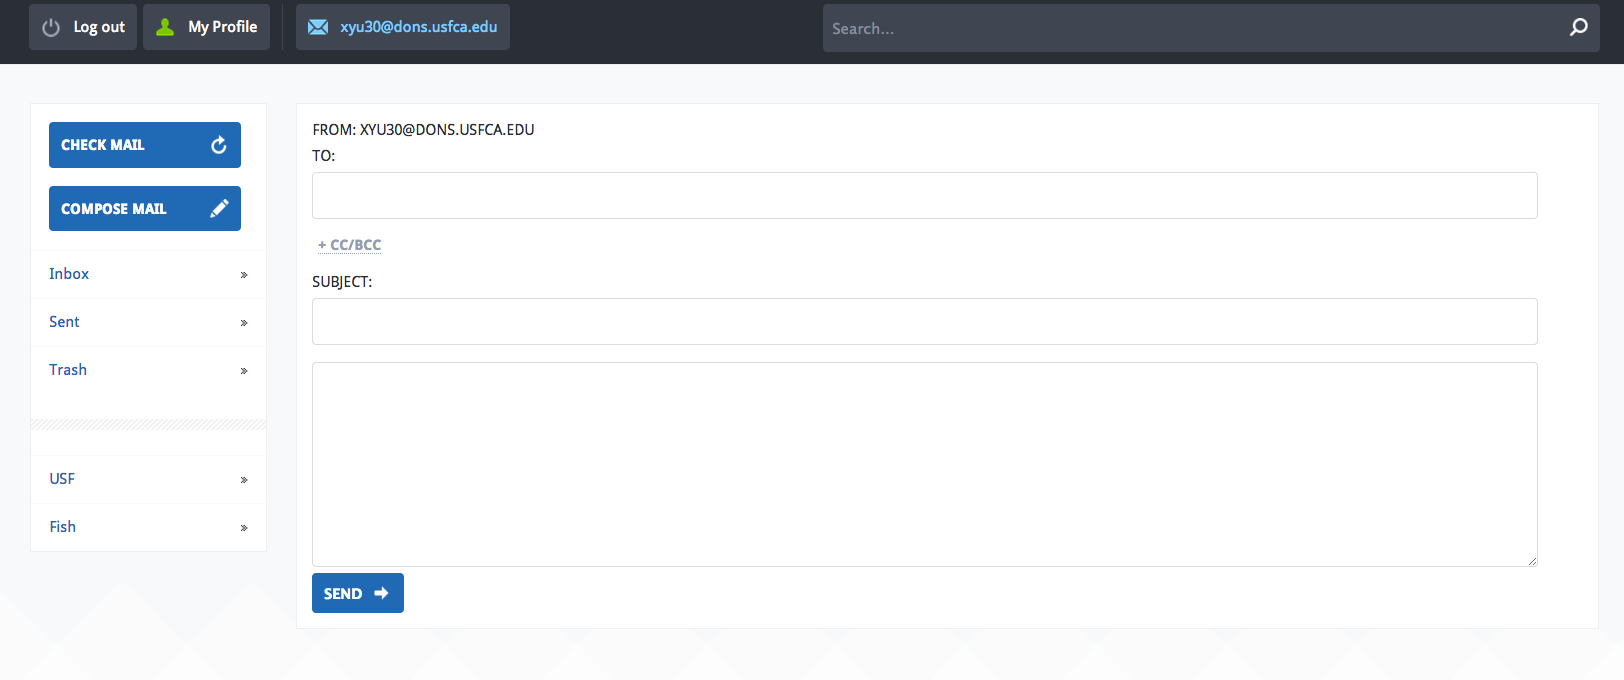 Log out
My Profile
xyu30@dons.usfca.edu
Search...
CHECK MAIL
COMPOSE MAIL
Inbox »
Sent »
Trash »
USF »
Fish »
FROM: XYU30@DONS.USFCA.EDU
TO:
+ CC/BCC
SUBJECT:
SEND